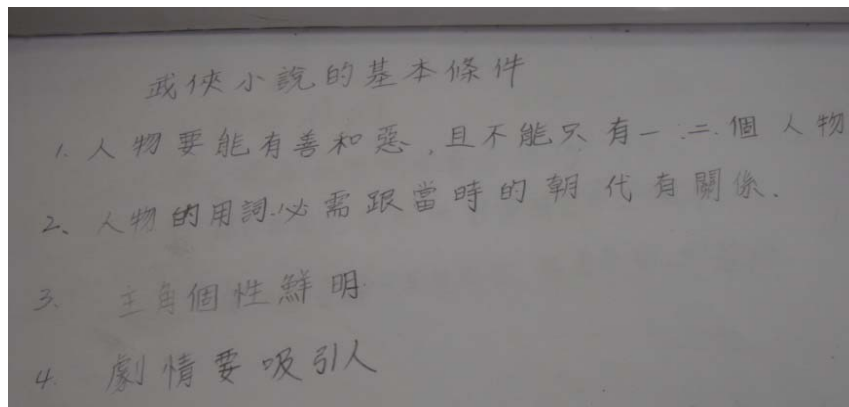 武俠小說的基本條件
1. 人物要能有善和惡,且不能只有一、二個人物
2、人物的用詞必需跟當時的朝代有關係.
3. 主角個性鮮明
4. 劇情要吸引人